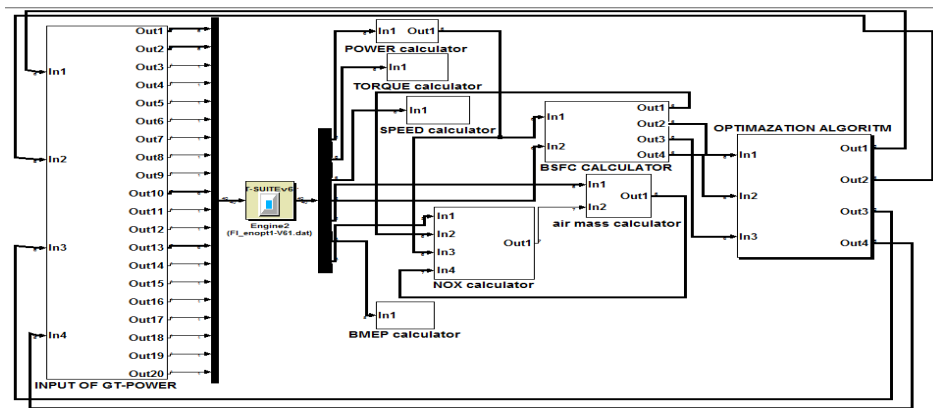 In1
In2
In3
In4
Out1
Out2
Out3
Out4
Out5
Out6
Out7
Out8
Out9
Out10
Out11
Out12
Out13
Out14
Out15
Out16
Out17
Out18
Out19
Out20
INPUT OF GT-POWER
T-SUITEv6
Engine2
(FI_enopt1-V61.dat)
In1 Out1
POWER calculator
In1
TORQUE calculator
In1
SPEED calculator
In1
In2
Out1
Out2
Out3
Out4
BSFC CALCULATOR
In1
In2
Out1
air mass calculator
In1
In2
In3
In4
Out1
NOX calculator
In1
BMEP calculator
OPTIMAZATION ALGORITM
In1
In2
In3
Out1
Out2
Out3
Out4